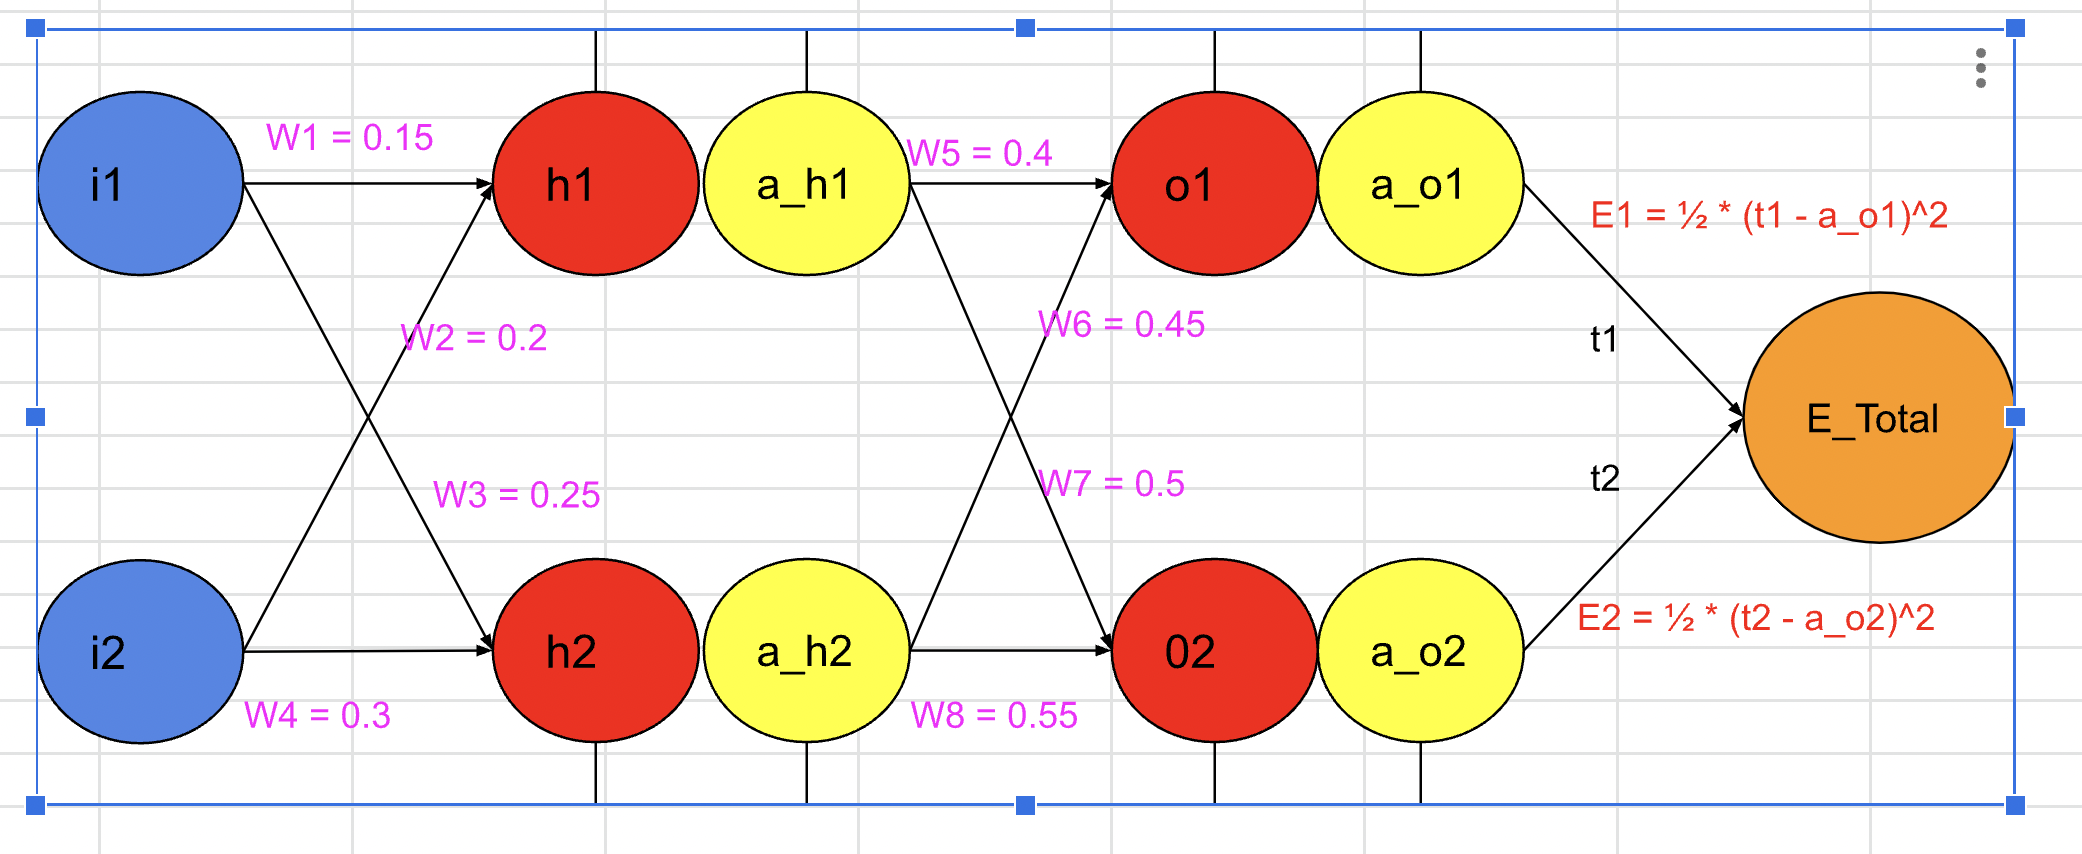 W1 = 0.15
W5 = 0.4
i1
h1
a_h1
o1
a_o1
E1 = ½ * (t1 - a_o1)^2
W2 = 0.2
W6 = 0.45
t1
E_Total
W3 = 0.25
W7 = 0.5
t2
i2
h2
a_h2
02
a_o2
E2 = ½ * (t2 - a_o2)^2
W4 = 0.3
W8 = 0.55